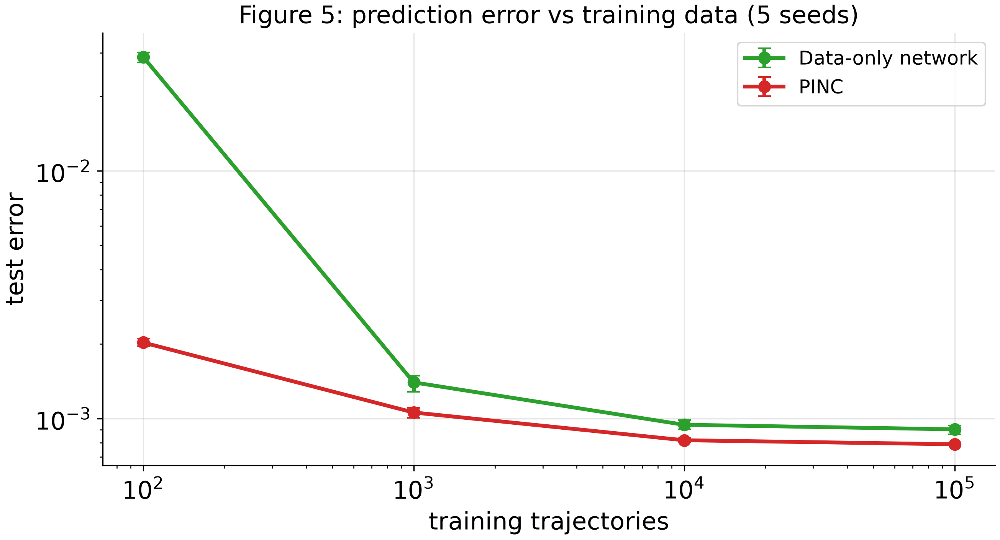 Figure 5: prediction error vs training data (5 seeds)
Data-only network
PINC
test error
10⁻²
10⁻³
10²
10³
10⁴
10⁵
training trajectories